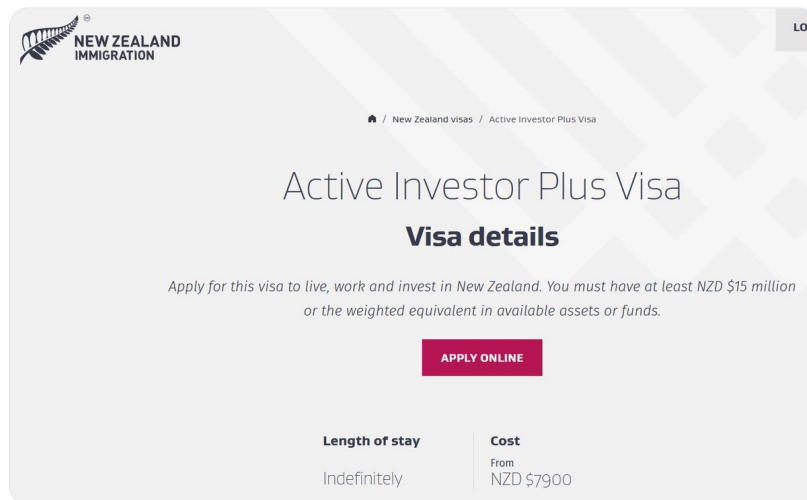 NEW ZEALAND
IMMIGRATION
LO
/ New Zealand visas / Active Investor Plus Visa
Active Investor Plus Visa
Visa details
Apply for this visa to live, work and invest in New Zealand. You must have at least NZD $15 million
or the weighted equivalent in available assets or funds.
APPLY ONLINE
Length of stay
Indefinitely
Cost
From
NZD $7900